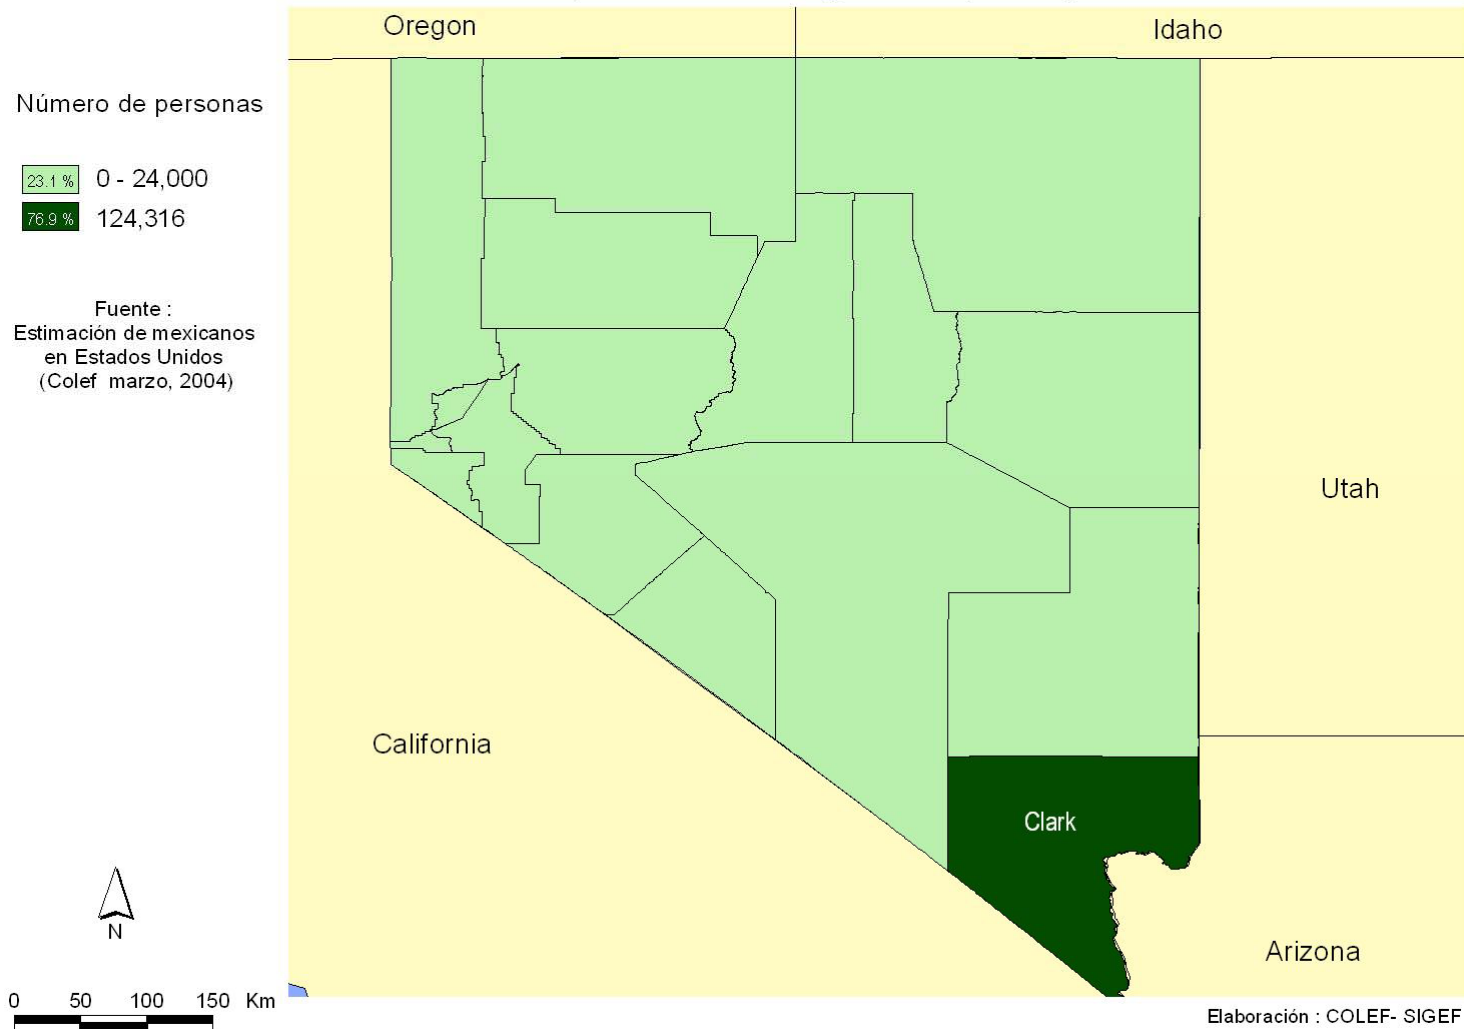 Oregon
Idaho
Número de personas
23.1 % 0 - 24,000
76.9 % 124,316
Fuente :
Estimación de mexicanos
en Estados Unidos
(Colef marzo, 2004)
Utah
California
Clark
Arizona
N
0 50 100 150 Km
Elaboración : COLEF- SIGEF